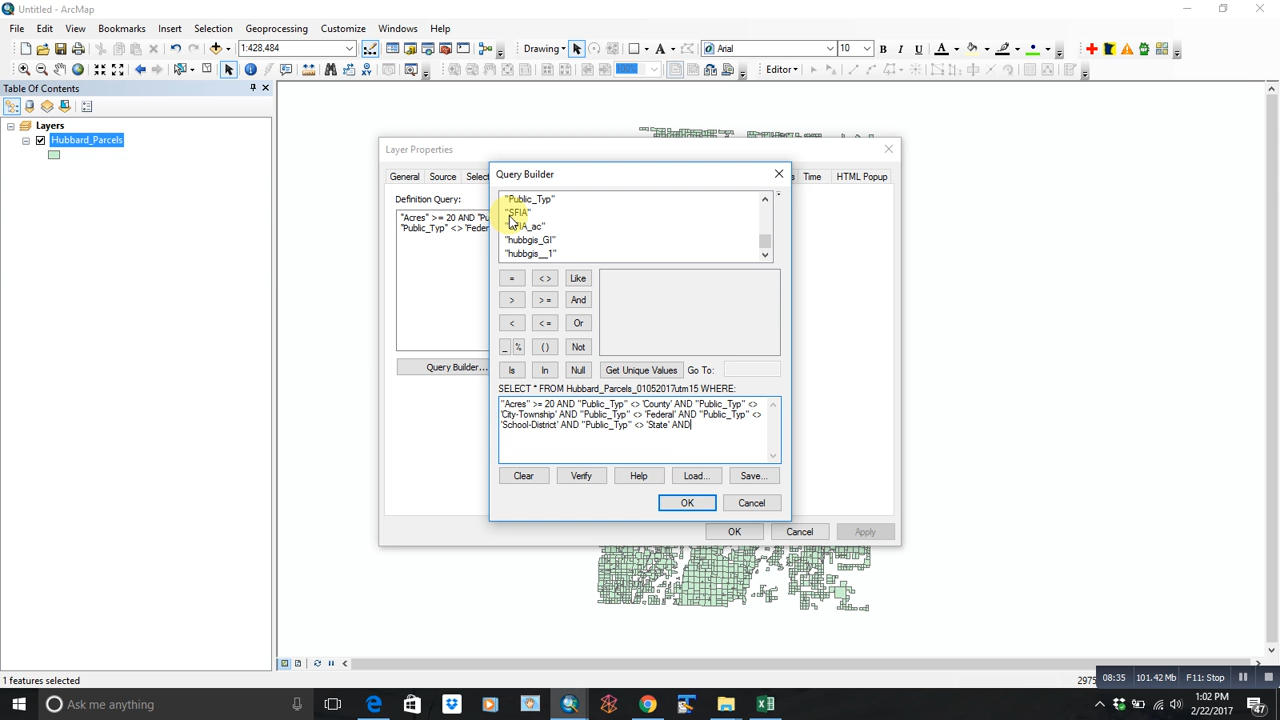 Untitled - ArcMap
File Edit View Bookmarks Insert Selection Geoprocessing Customize Windows Help
1:428,484 Drawing Arial 10 B I U A
100% Editor
Table Of Contents
Layers
Hubbard_Parcels
Layer Properties
General Source Time HTML Popup
Definition Query:
"Acres" >= 20 AND
"Public_Typ" <>
Query Builder...
OK Cancel Apply
Query Builder
"Public_Typ"
"SFIA"
"hubbgis_GI"
"hubbgis__1"
= <> Like
> >= And
< <= Or
_ % () Not
Is In Null Get Unique Values Go To:
SELECT * FROM Hubbard_Parcels_01052017utm15 WHERE:
"Acres" >= 20 AND "Public_Typ" <> 'County' AND "Public_Typ" <>
'City-Township' AND "Public_Typ" <> 'Federal' AND "Public_Typ" <>
'School-District' AND "Public_Typ" <> 'State' AND
Clear Verify Help Load... Save...
OK Cancel
1 features selected
08:35 101.42 Mb F11: Stop
Ask me anything
1:02 PM
2/22/2017
47